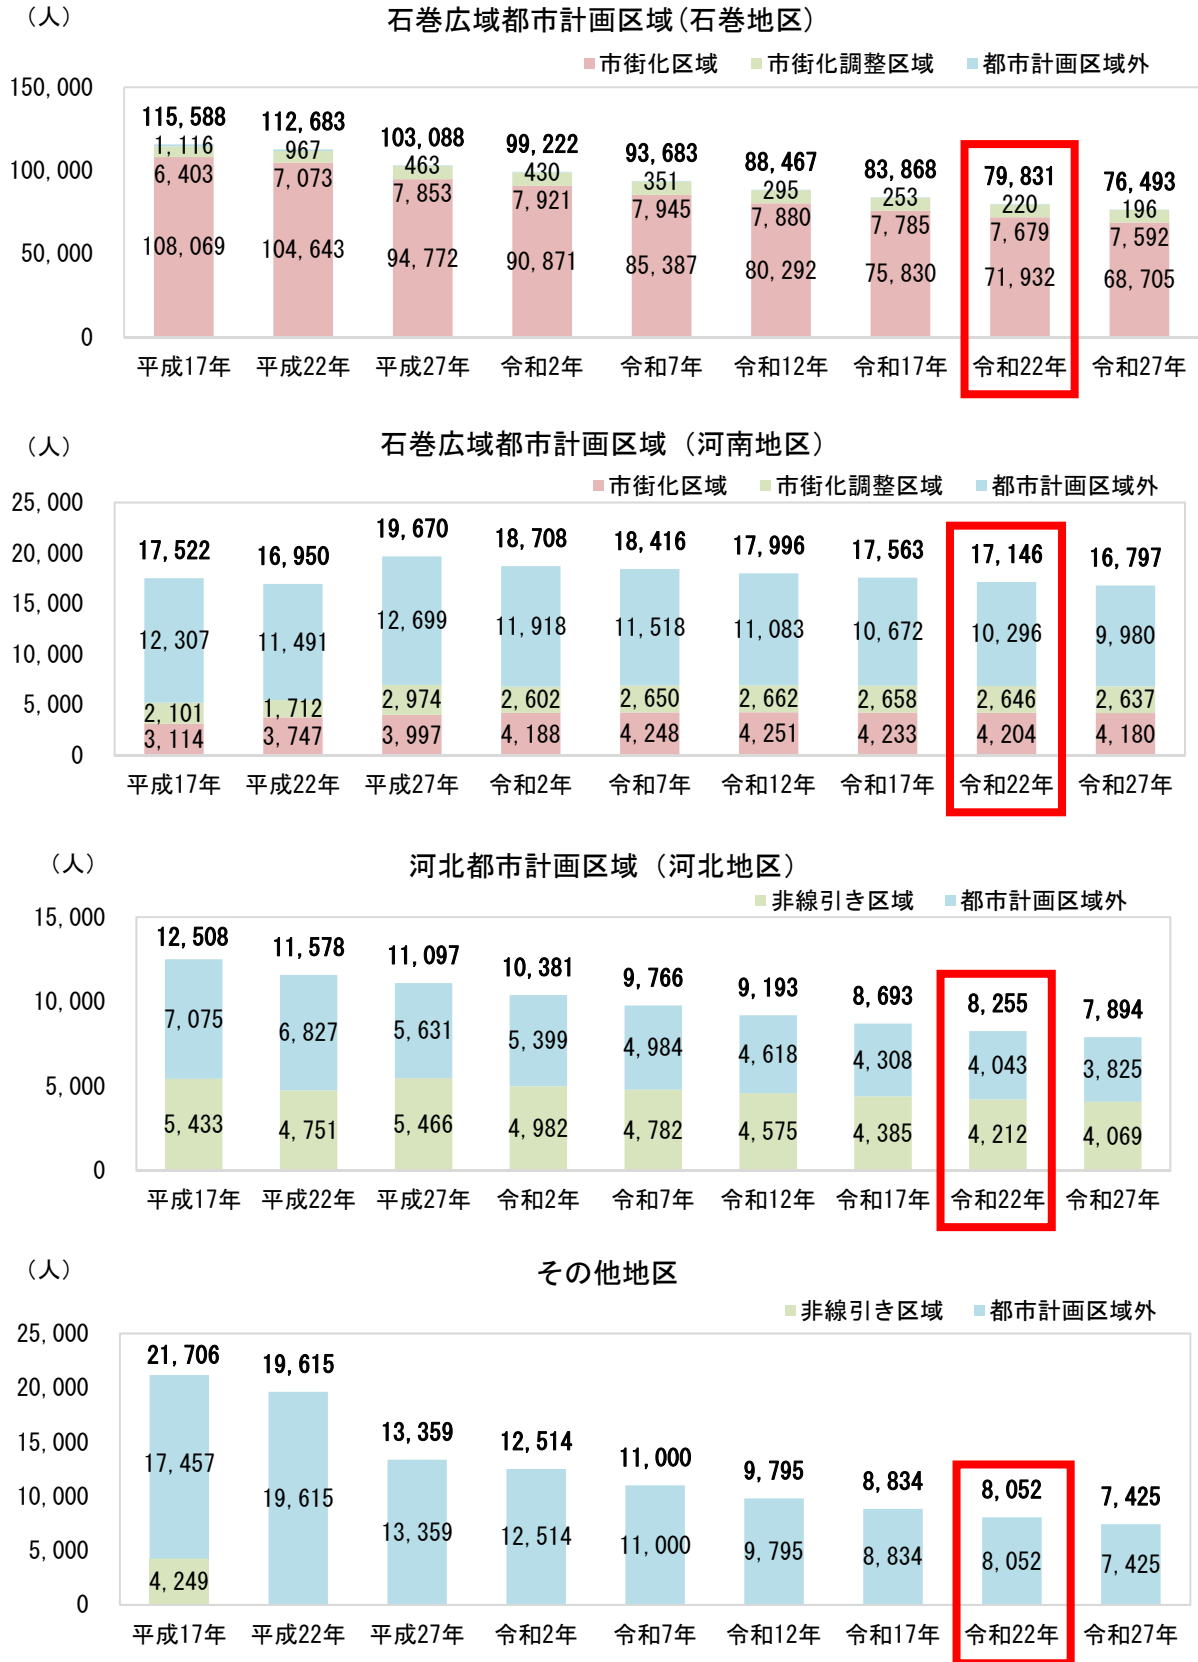 （人）
石巻広域都市計画区域(石巻地区)
市街化区域 市街化調整区域 都市計画区域外
150,000
100,000
50,000
0
115,588 112,683 103,088 99,222 93,683 88,467 83,868 79,831 76,493
1,116 967 463 430 351 295 253 220 196
6,403 7,073 7,853 7,921 7,945 7,880 7,785 7,679 7,592
108,069 104,643 94,772 90,871 85,387 80,292 75,830 71,932 68,705
平成17年 平成22年 平成27年 令和2年 令和7年 令和12年 令和17年 令和22年 令和27年
（人）
石巻広域都市計画区域（河南地区）
市街化区域 市街化調整区域 都市計画区域外
25,000
20,000
15,000
10,000
5,000
0
17,522 16,950 19,670 18,708 18,416 17,996 17,563 17,146 16,797
12,307 11,491 12,699 11,918 11,518 11,083 10,672 10,296 9,980
2,101 1,712 2,974 2,602 2,650 2,662 2,658 2,646 2,637
3,114 3,747 3,997 4,188 4,248 4,251 4,233 4,204 4,180
平成17年 平成22年 平成27年 令和2年 令和7年 令和12年 令和17年 令和22年 令和27年
（人）
河北都市計画区域（河北地区）
非線引き区域 都市計画区域外
15,000
10,000
5,000
0
12,508 11,578 11,097 10,381 9,766 9,193 8,693 8,255 7,894
7,075 6,827 5,631 5,399 4,984 4,618 4,308 4,043 3,825
5,433 4,751 5,466 4,982 4,782 4,575 4,385 4,212 4,069
平成17年 平成22年 平成27年 令和2年 令和7年 令和12年 令和17年 令和22年 令和27年
（人）
その他地区
非線引き区域 都市計画区域外
25,000
20,000
15,000
10,000
5,000
0
21,706 19,615 13,359 12,514 11,000 9,795 8,834 8,052 7,425
17,457 19,615 13,359 12,514 11,000 9,795 8,834 8,052 7,425
4,249
平成17年 平成22年 平成27年 令和2年 令和7年 令和12年 令和17年 令和22年 令和27年